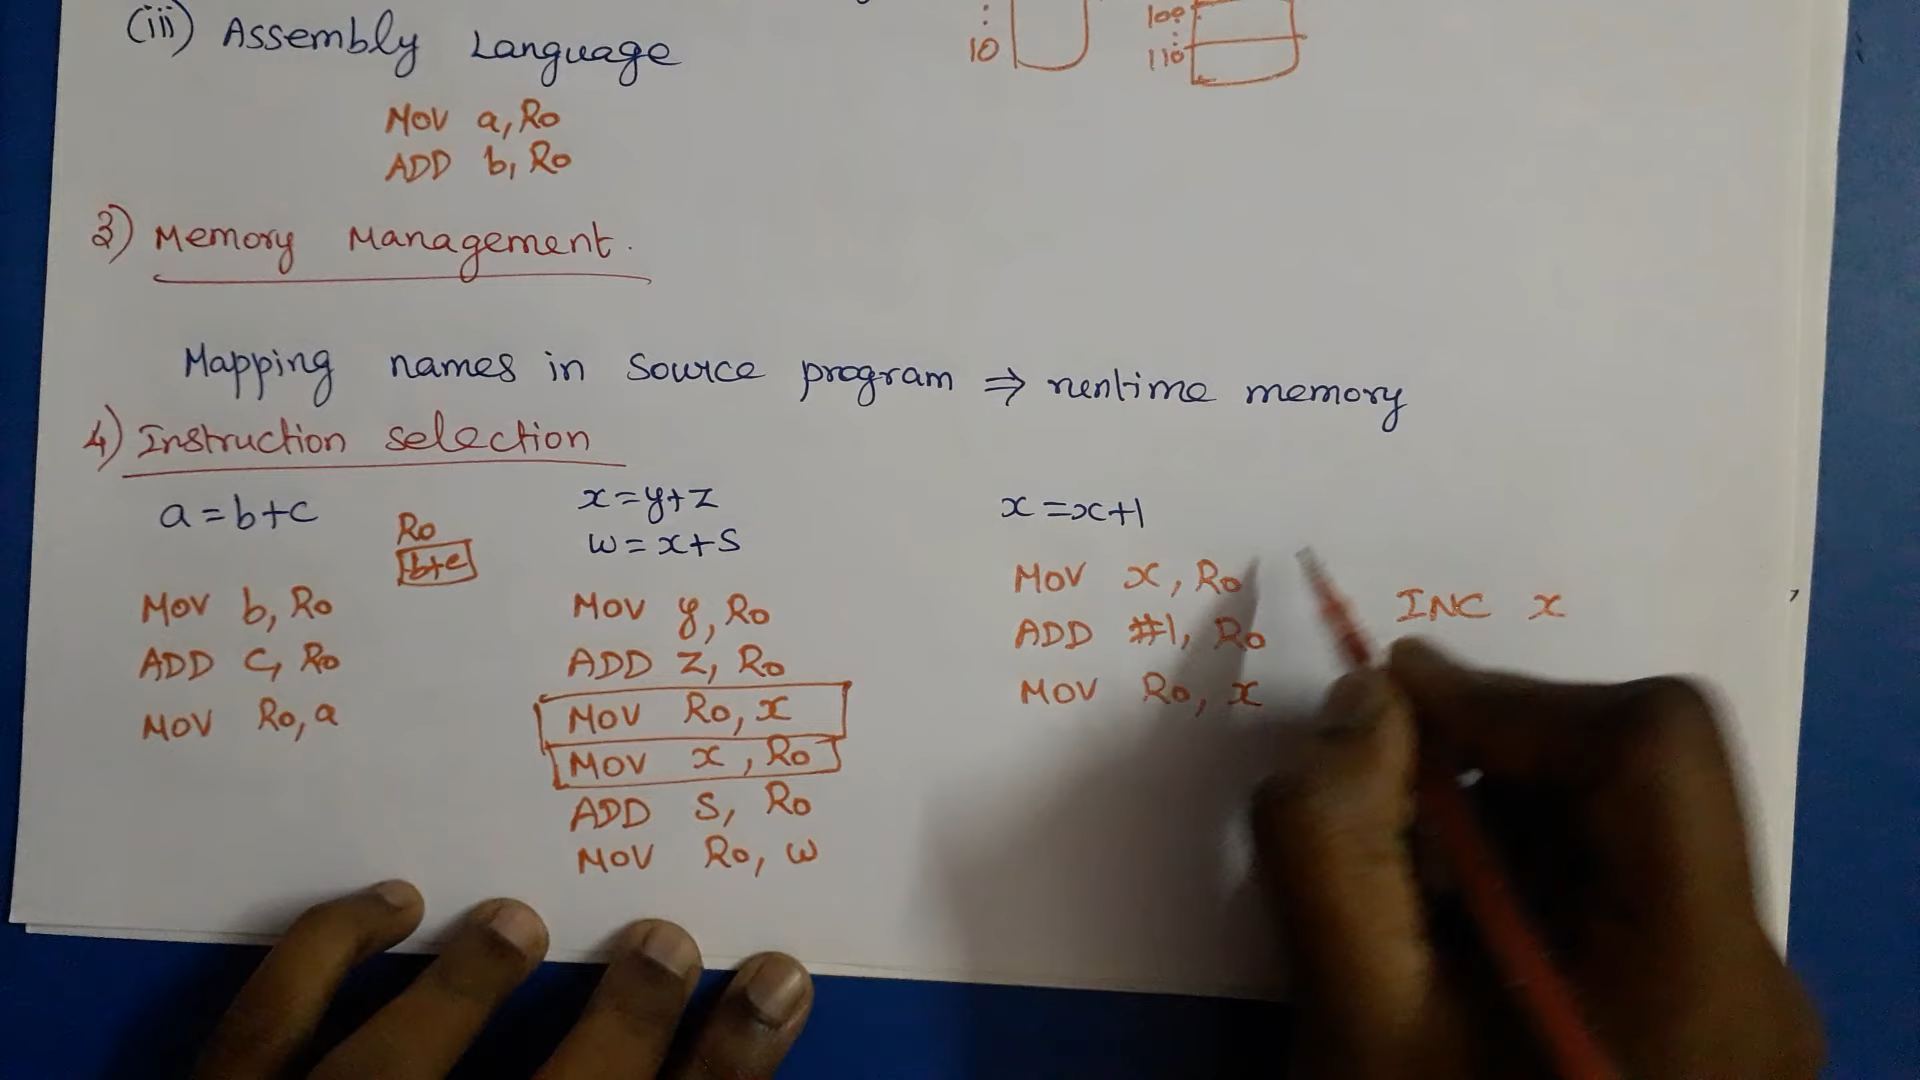 (iii) Assembly Language
:
10
100
:
110
MOV a, R0
ADD b, R0
3) Memory Management.
Mapping names in source program ⇒ runtime memory
4) Instruction selection
a = b+c
R0
b+c
MOV b, R0
ADD C, R0
MOV R0, a
x = y+z
w = x+s
MOV y, R0
ADD z, R0
MOV R0, x
MOV x, R0
ADD s, R0
MOV R0, w
x = x+1
MOV x, R0
ADD #1, R0
MOV R0, x
INC x